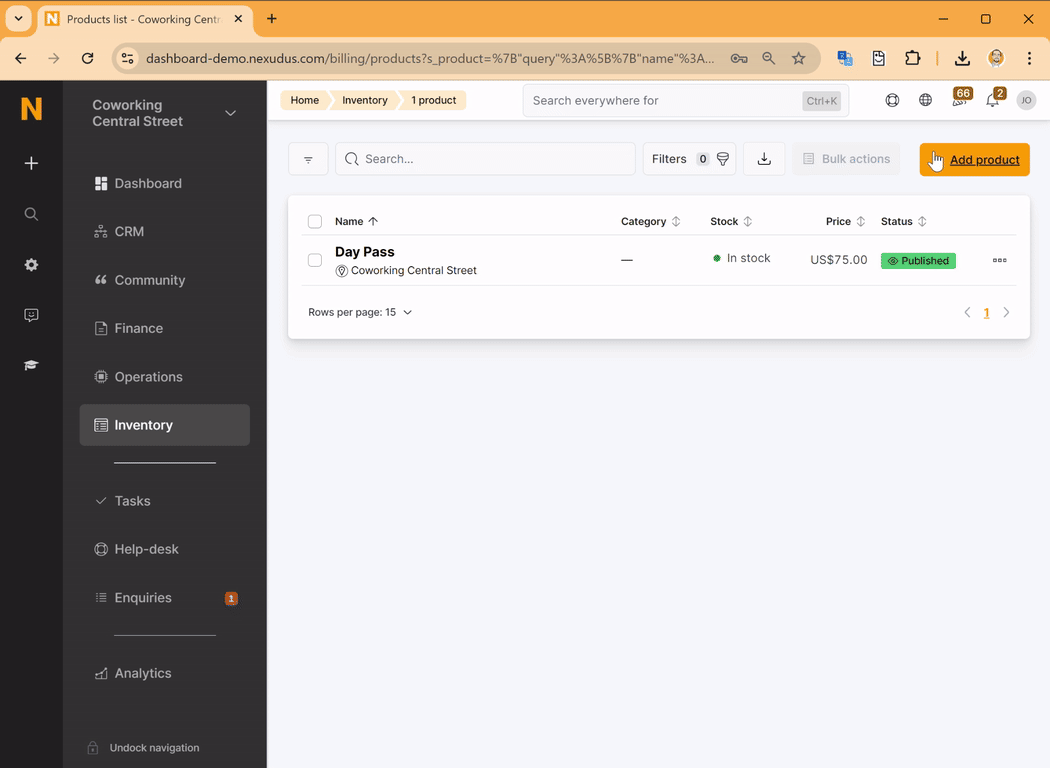 N
Products list - Coworking Centr
dashboard-demo.nexudus.com/billing/products?s_product=%7B"query"%3A%5B%7B"name"%3A...
N
Coworking
Central Street
Home
Inventory
1 product
Search everywhere for
Ctrl+K
66
2
JO
Search...
Filters 0
Bulk actions
Add product
Dashboard
CRM
Community
Finance
Operations
Inventory
Tasks
Help-desk
Enquiries 1
Analytics
Undock navigation
Name Category Stock Price Status
Day Pass
Coworking Central Street
— In stock US$75.00 Published
Rows per page: 15
1